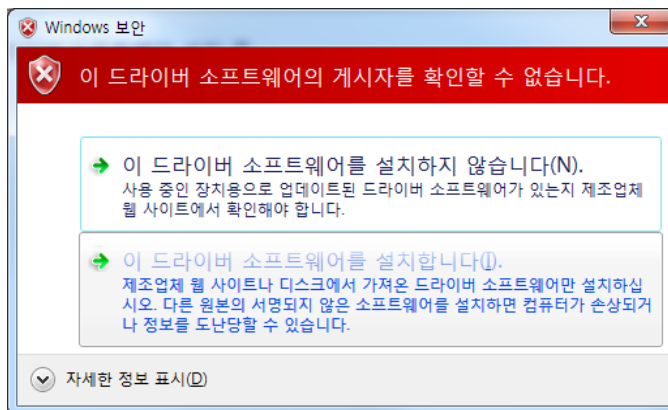 Windows 보안
이 드라이버 소프트웨어의 게시자를 확인할 수 없습니다.
이 드라이버 소프트웨어를 설치하지 않습니다(N).
사용 중인 장치용으로 업데이트된 드라이버 소프트웨어가 있는지 제조업체
웹 사이트에서 확인해야 합니다.
이 드라이버 소프트웨어를 설치합니다(I).
제조업체 웹 사이트나 디스크에서 가져온 드라이버 소프트웨어만 설치하십
시오. 다른 원본의 서명되지 않은 소프트웨어를 설치하면 컴퓨터가 손상되거
나 정보를 도난당할 수 있습니다.
자세한 정보 표시(D)